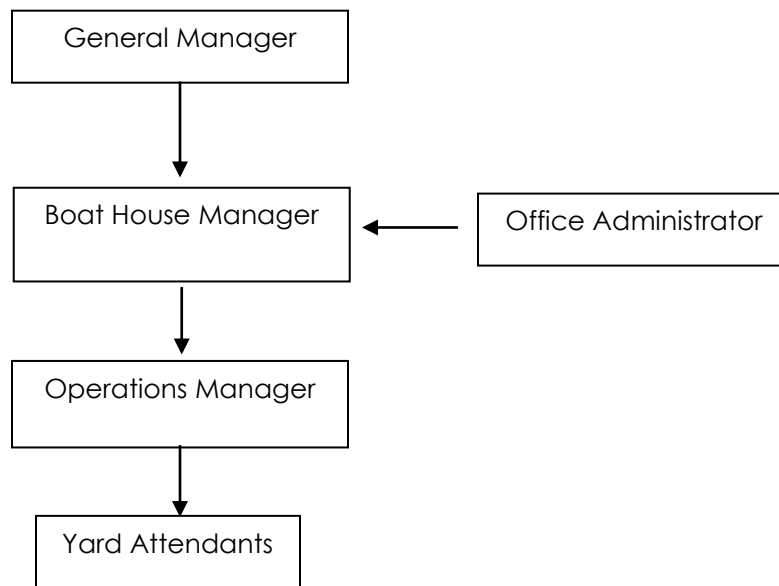 General Manager
Boat House Manager
Office Administrator
Operations Manager
Yard Attendants